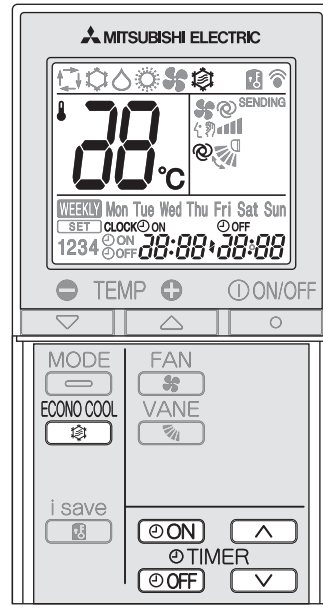 MITSUBISHI ELECTRIC
SENDING
88°C
WEEKLY Mon Tue Wed Thu Fri Sat Sun
SET CLOCK ON OFF
1234 ON OFF 88:88 88:88
TEMP ON/OFF
MODE FAN
ECONO COOL VANE
i save
ON
TIMER
OFF